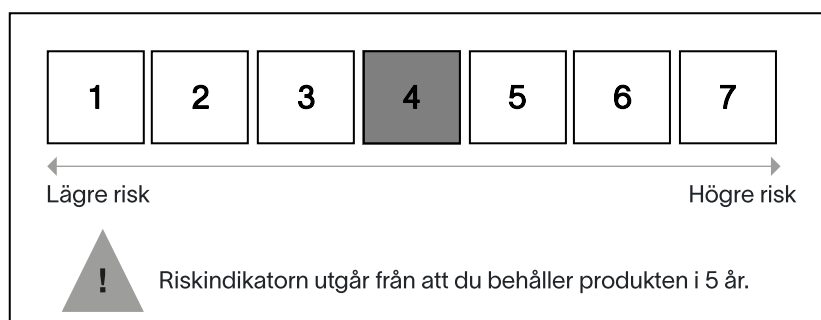 1 2 3 4 5 6 7
Lägre risk Högre risk
! Riskindikatorn utgår från att du behåller produkten i 5 år.